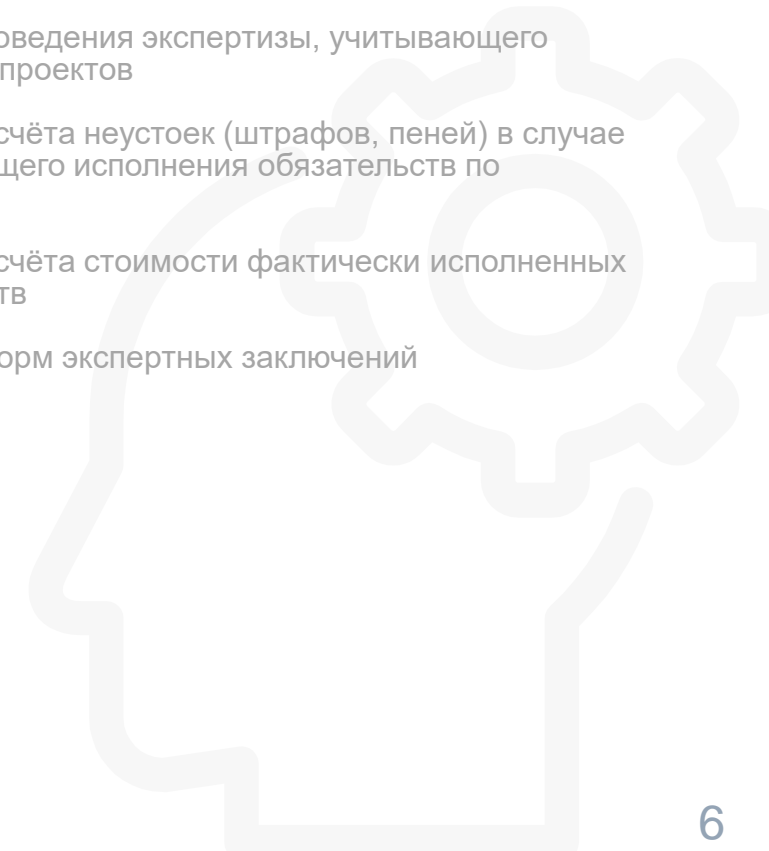 оведения экспертизы, учитывающего
проектов
счёта неустоек (штрафов, пеней) в случае
щего исполнения обязательств по
счёта стоимости фактически исполненных
тв
орм экспертных заключений
6